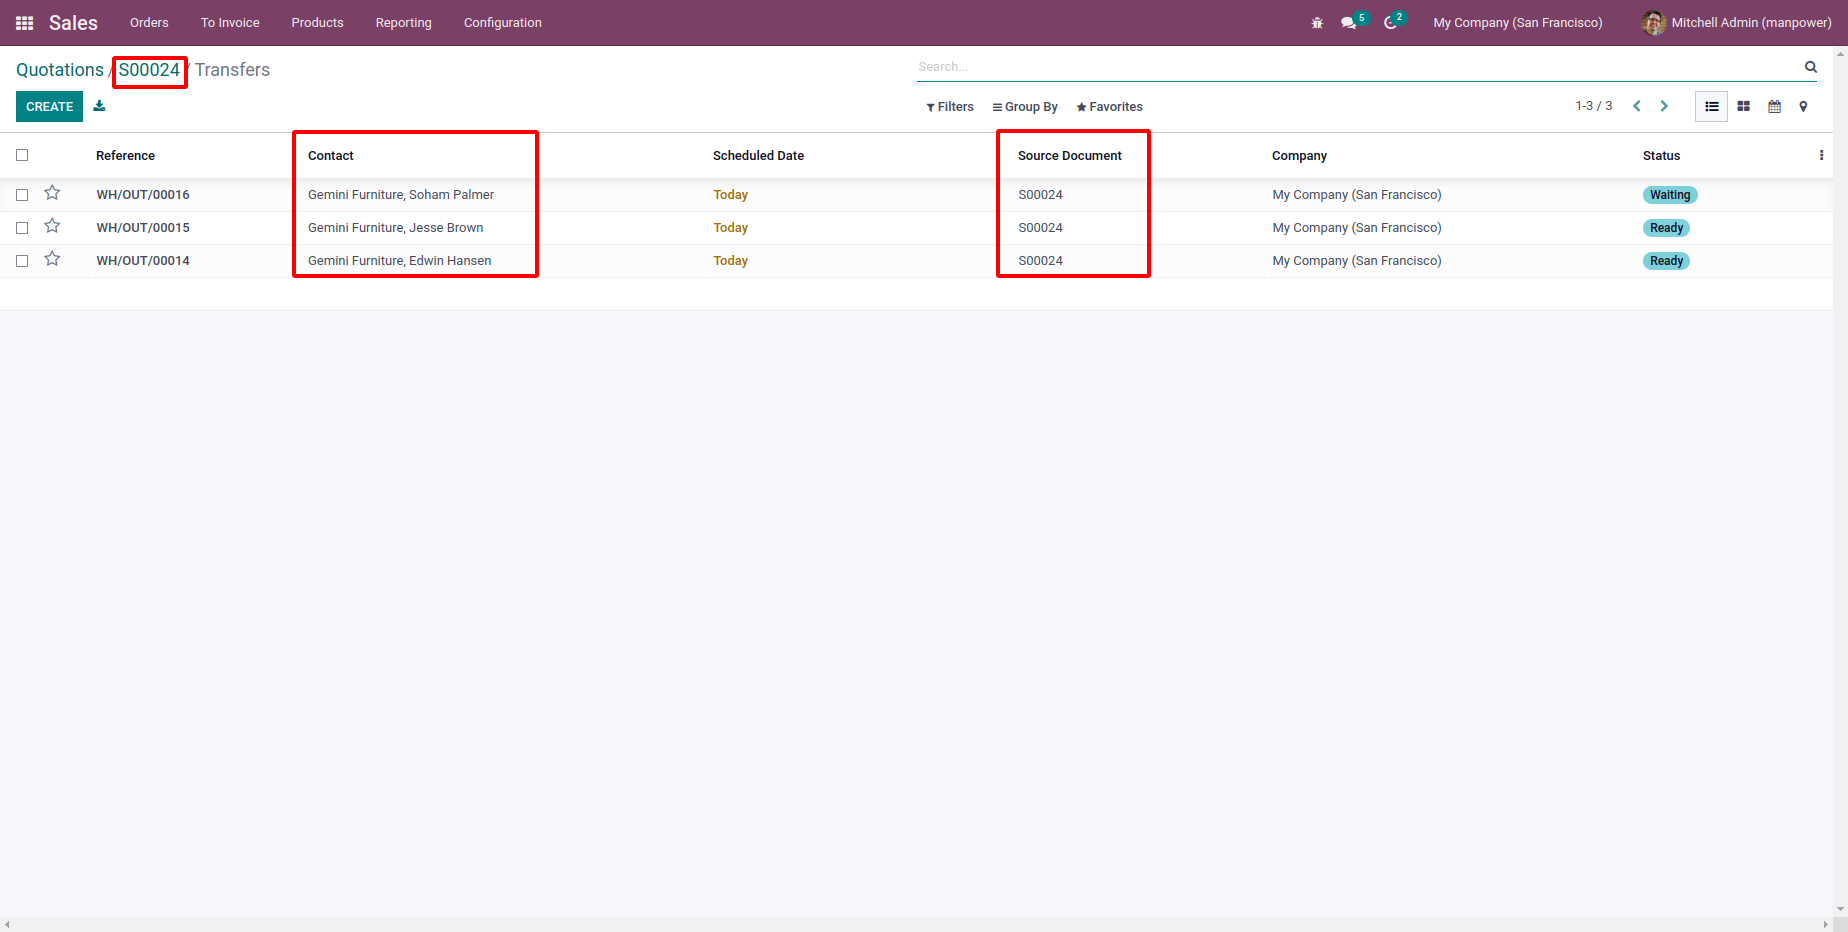 Sales Orders To Invoice Products Reporting Configuration 5 2 My Company (San Francisco) Mitchell Admin (manpower)
Quotations / S00024 / Transfers Search...
CREATE Filters Group By Favorites 1-3 / 3
Reference Contact Scheduled Date Source Document Company Status
WH/OUT/00016 Gemini Furniture, Soham Palmer Today S00024 My Company (San Francisco) Waiting
WH/OUT/00015 Gemini Furniture, Jesse Brown Today S00024 My Company (San Francisco) Ready
WH/OUT/00014 Gemini Furniture, Edwin Hansen Today S00024 My Company (San Francisco) Ready